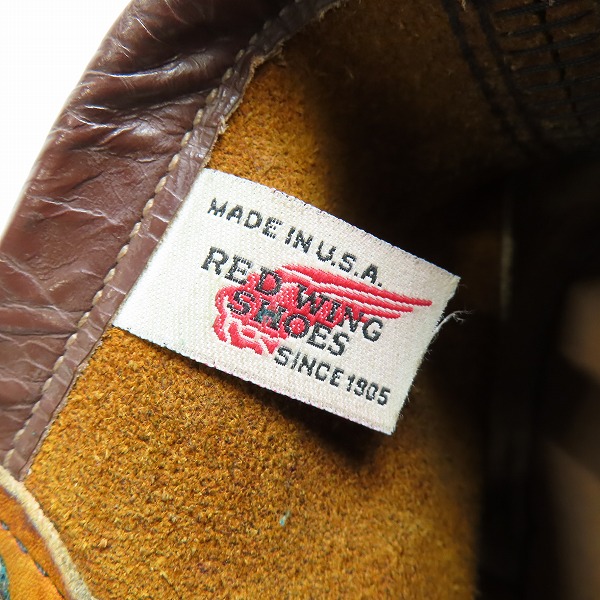 MADE IN U.S.A.
RED WING
SHOES
SINCE 1905